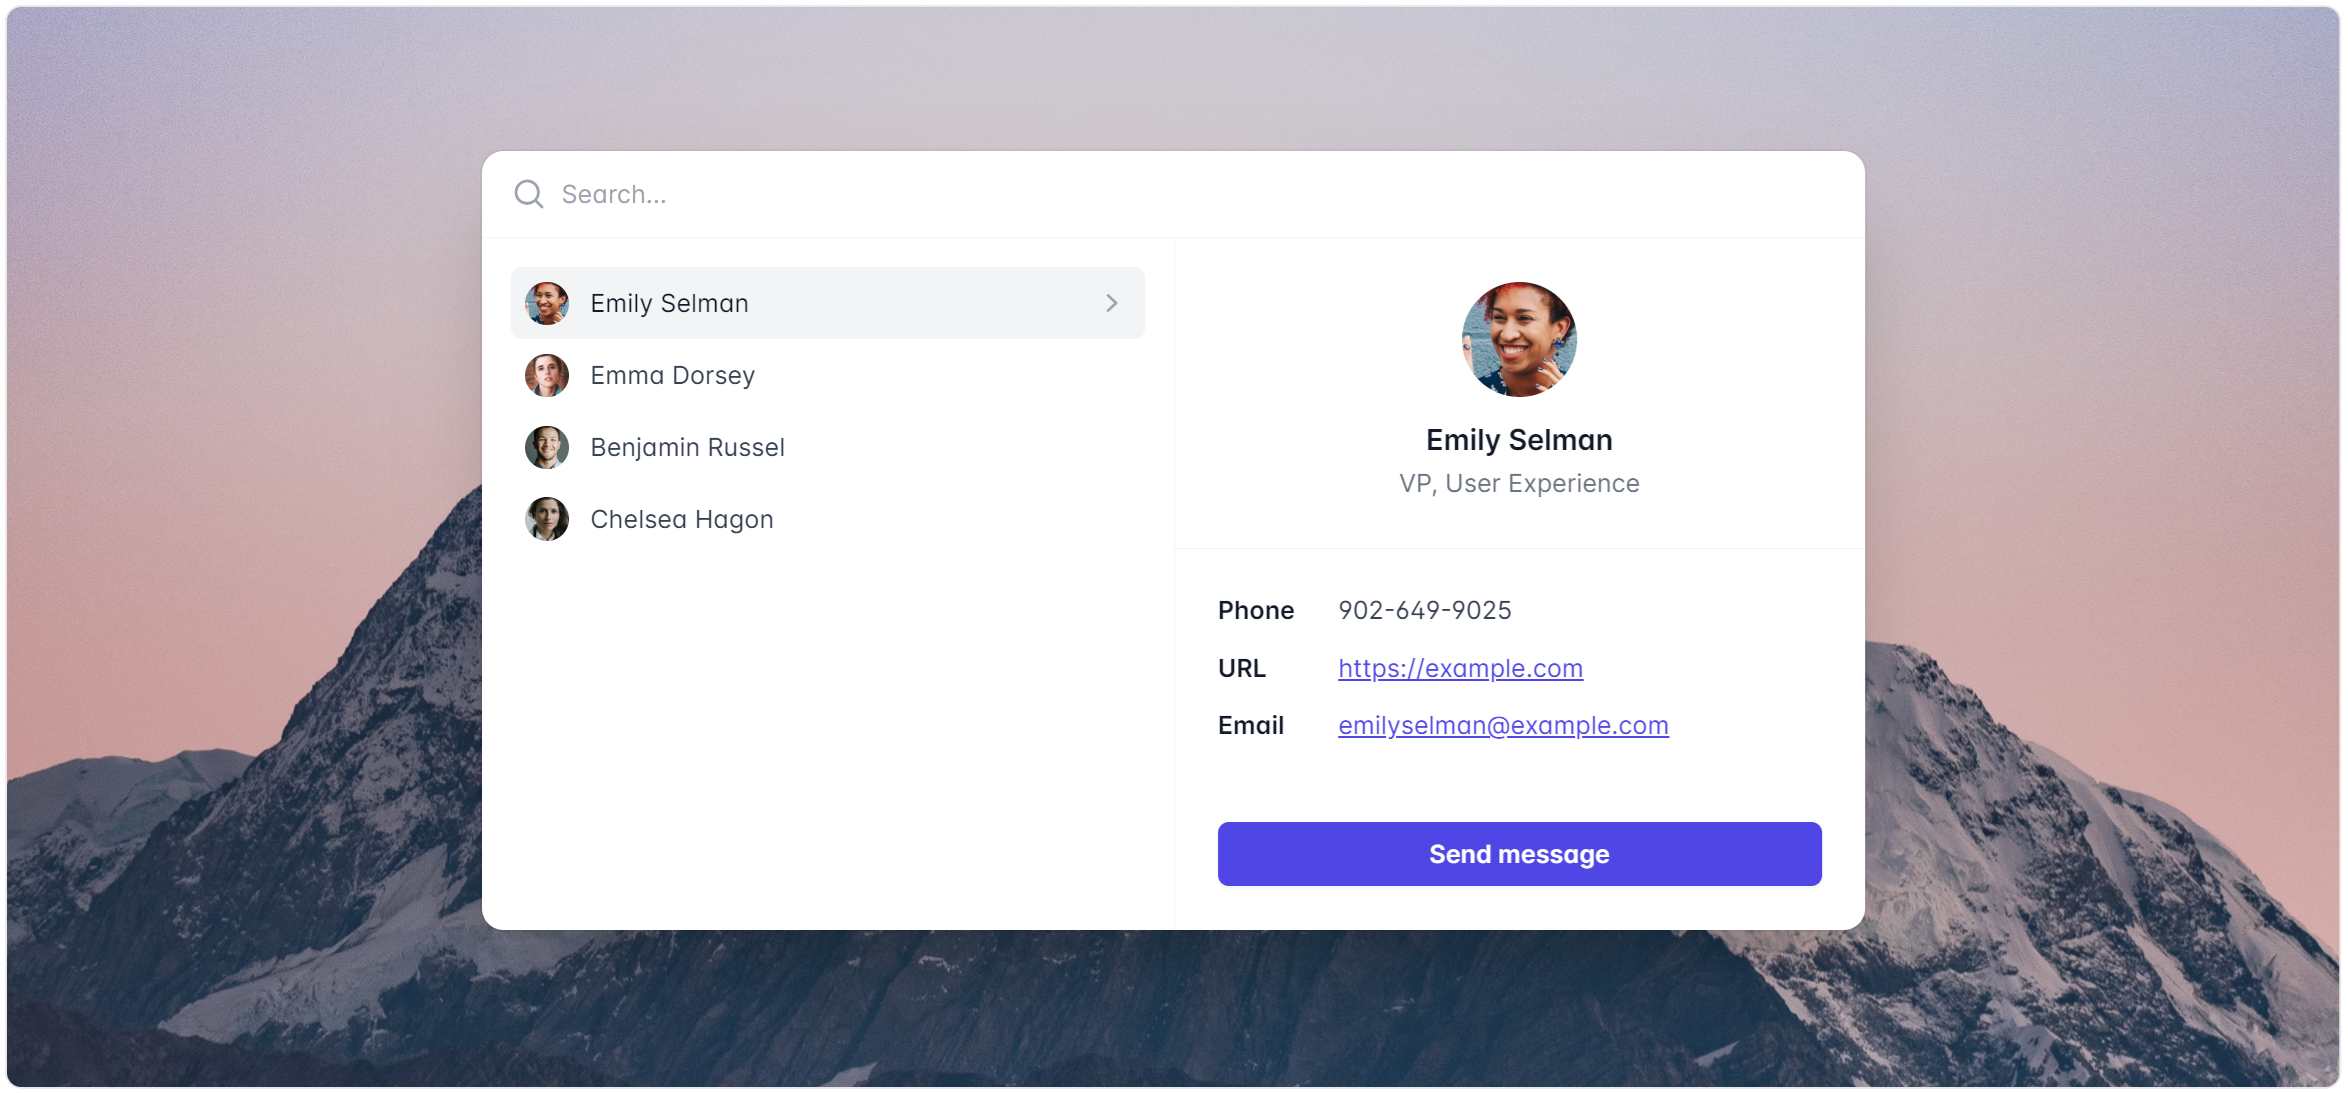 Search...
Emily Selman
Emma Dorsey
Benjamin Russel
Chelsea Hagon
Emily Selman
VP, User Experience
Phone 902-649-9025
URL https://example.com
Email emilyselman@example.com
Send message